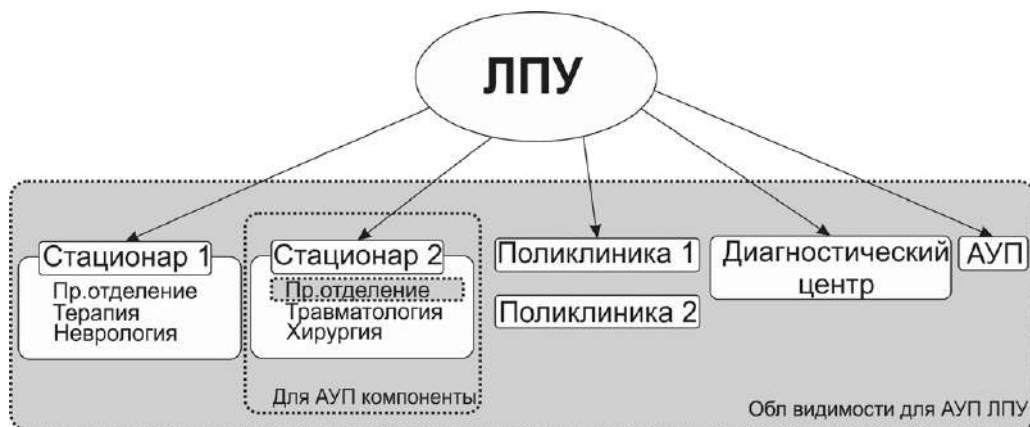 ЛПУ
Стационар 1
Пр.отделение
Терапия
Неврология
Стационар 2
Пр.отделение
Травматология
Хирургия
Для АУП компоненты
Поликлиника 1
Поликлиника 2
Диагностический
центр
АУП
Обл видимости для АУП ЛПУ